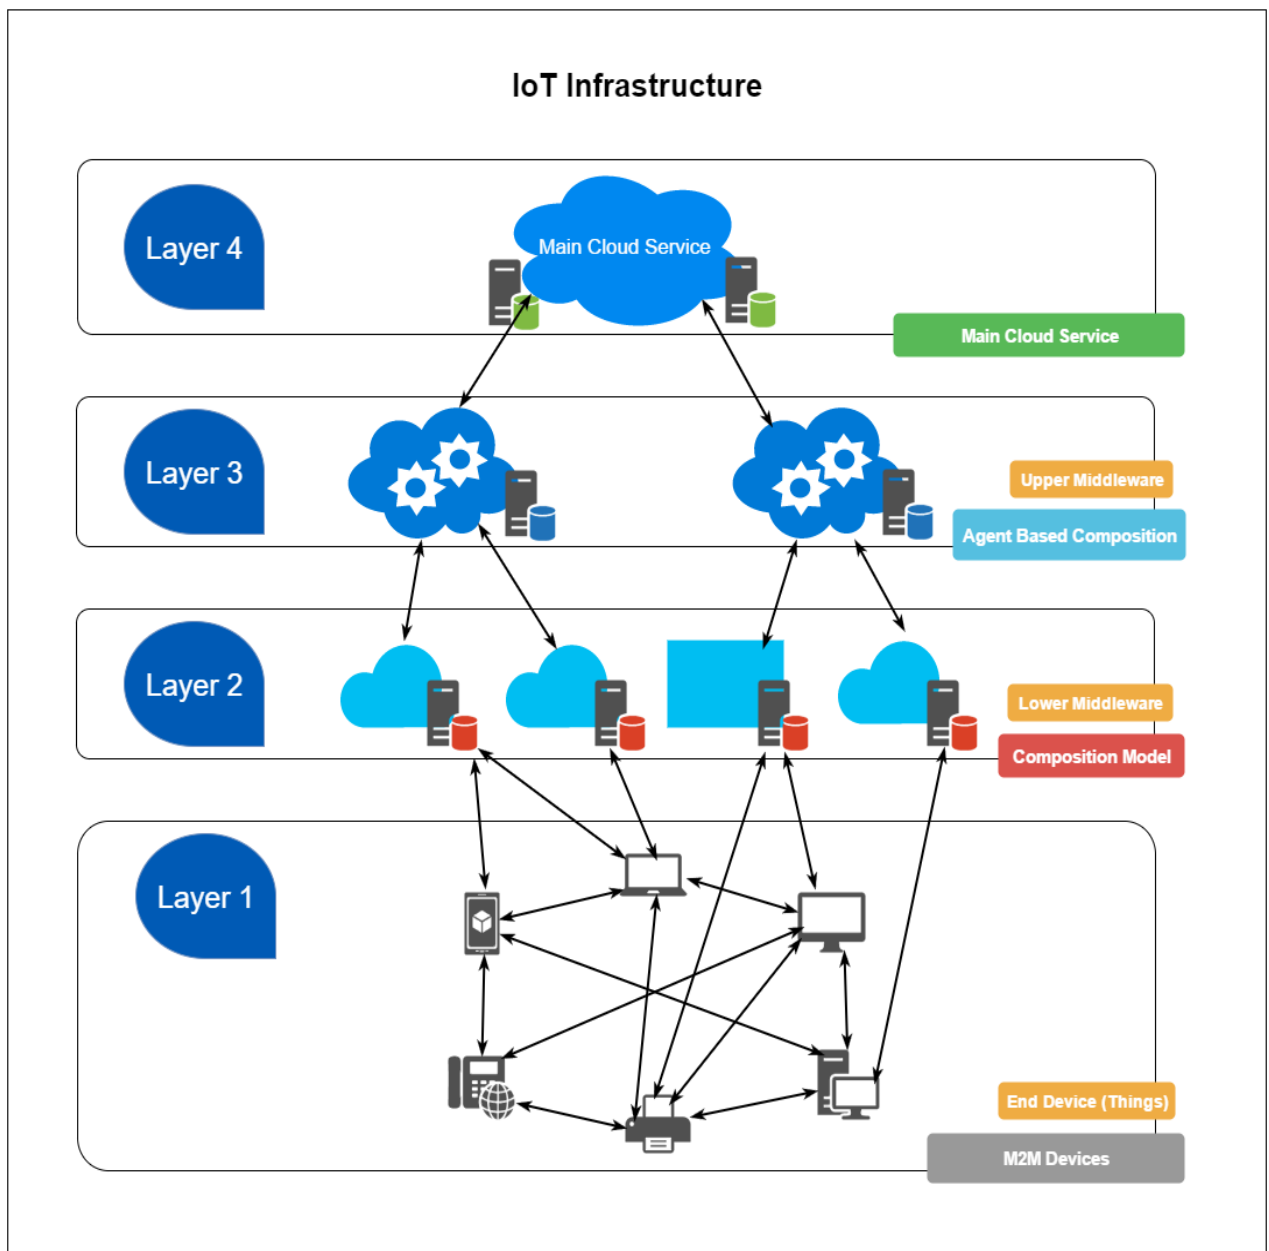 IoT Infrastructure
Layer 4
Main Cloud Service
Main Cloud Service
Layer 3
Upper Middleware
Agent Based Composition
Layer 2
Lower Middleware
Composition Model
Layer 1
End Device (Things)
M2M Devices